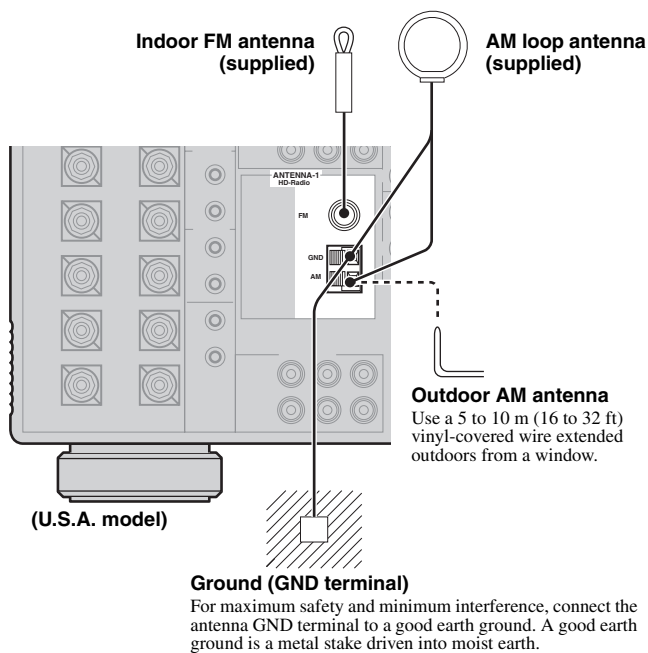 Indoor FM antenna
(supplied)
AM loop antenna
(supplied)
ANTENNA-1
HD-Radio
FM
GND
AM
Outdoor AM antenna
Use a 5 to 10 m (16 to 32 ft)
vinyl-covered wire extended
outdoors from a window.
(U.S.A. model)
Ground (GND terminal)
For maximum safety and minimum interference, connect the
antenna GND terminal to a good earth ground. A good earth
ground is a metal stake driven into moist earth.